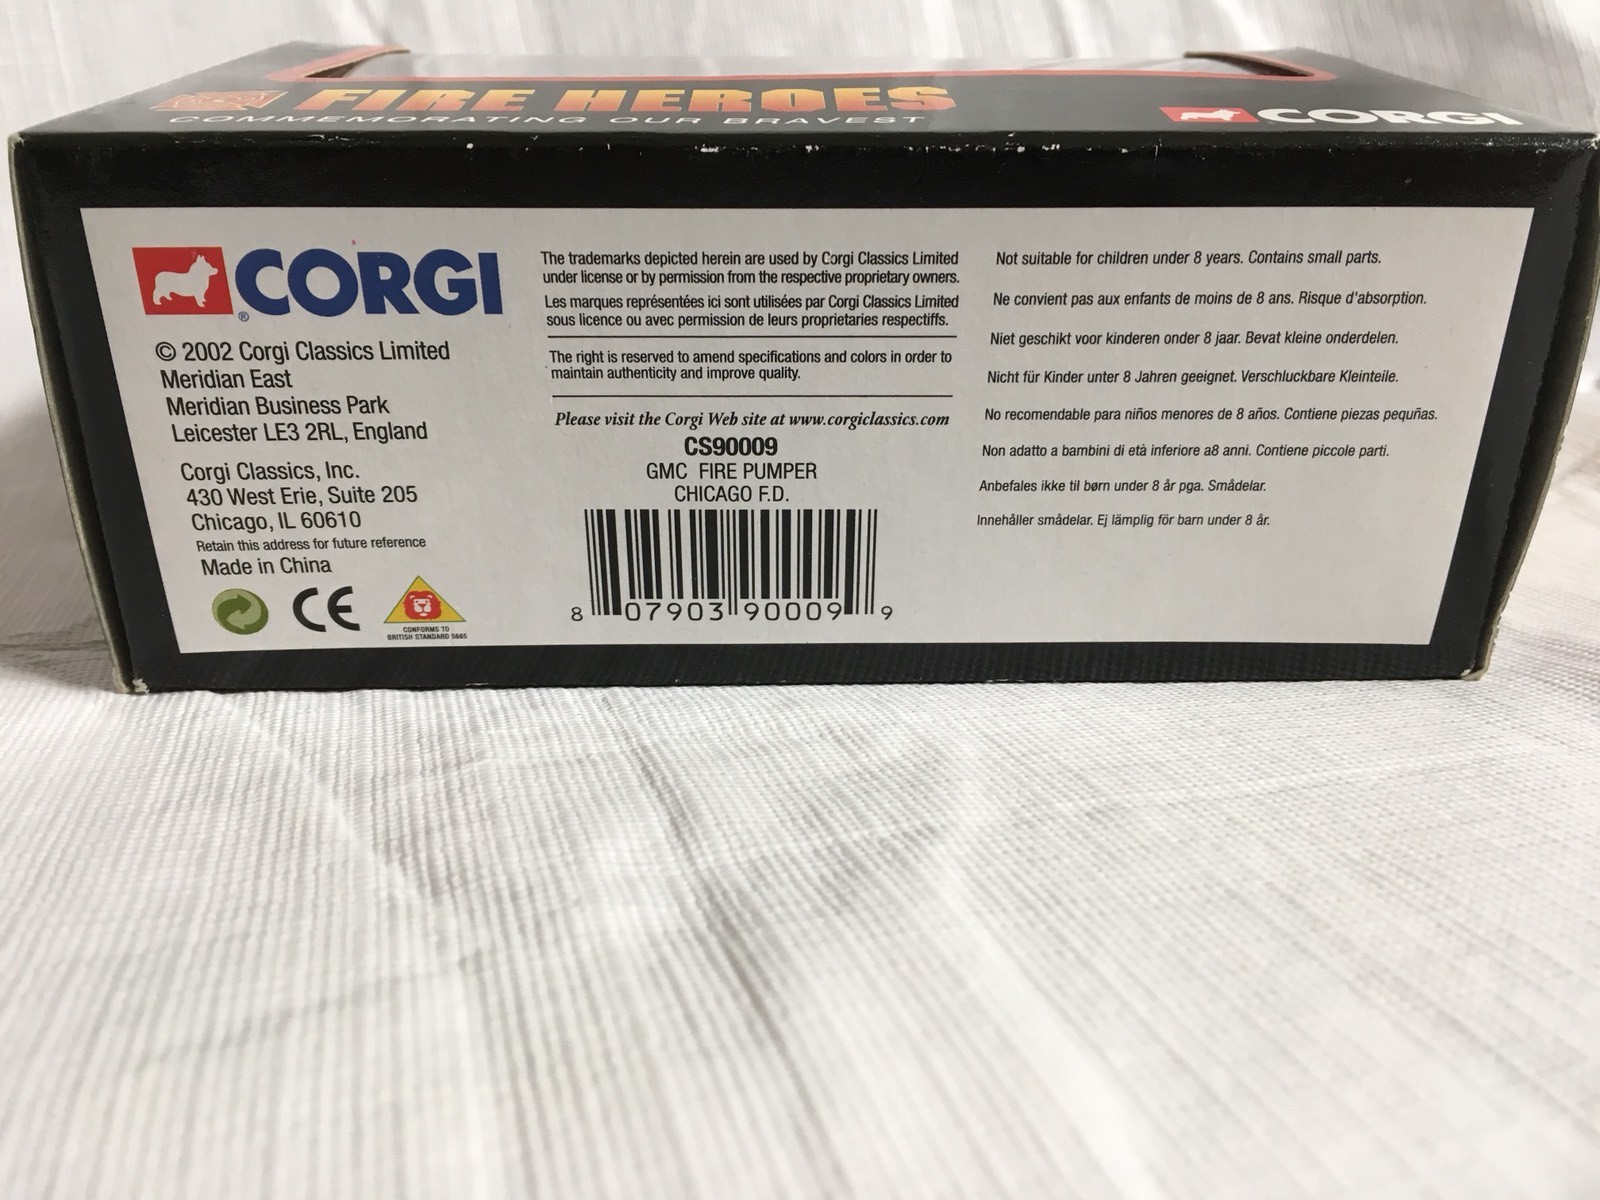 FIRE HEROES
COMMEMORATING OUR BRAVEST
CORGI
CORGI
®
© 2002 Corgi Classics Limited
Meridian East
Meridian Business Park
Leicester LE3 2RL, England
Corgi Classics, Inc.
430 West Erie, Suite 205
Chicago, IL 60610
Retain this address for future reference
Made in China
CE
CONFORMS TO
BRITISH STANDARD 5665
The trademarks depicted herein are used by Corgi Classics Limited
under license or by permission from the respective proprietary owners.
Les marques représentées ici sont utilisées par Corgi Classics Limited
sous licence ou avec permission de leurs proprietaries respectiffs.
The right is reserved to amend specifications and colors in order to
maintain authenticity and improve quality.
Please visit the Corgi Web site at www.corgiclassics.com
CS90009
GMC FIRE PUMPER
CHICAGO F.D.
8 07903 90009 9
Not suitable for children under 8 years. Contains small parts.
Ne convient pas aux enfants de moins de 8 ans. Risque d'absorption.
Niet geschikt voor kinderen onder 8 jaar. Bevat kleine onderdelen.
Nicht für Kinder unter 8 Jahren geeignet. Verschluckbare Kleinteile.
No recomendable para niños menores de 8 años. Contiene piezas pequñas.
Non adatto a bambini di età inferiore a8 anni. Contiene piccole parti.
Anbefales ikke til børn under 8 år pga. Smådelar.
Innehåller smådelar. Ej lämplig för barn under 8 år.